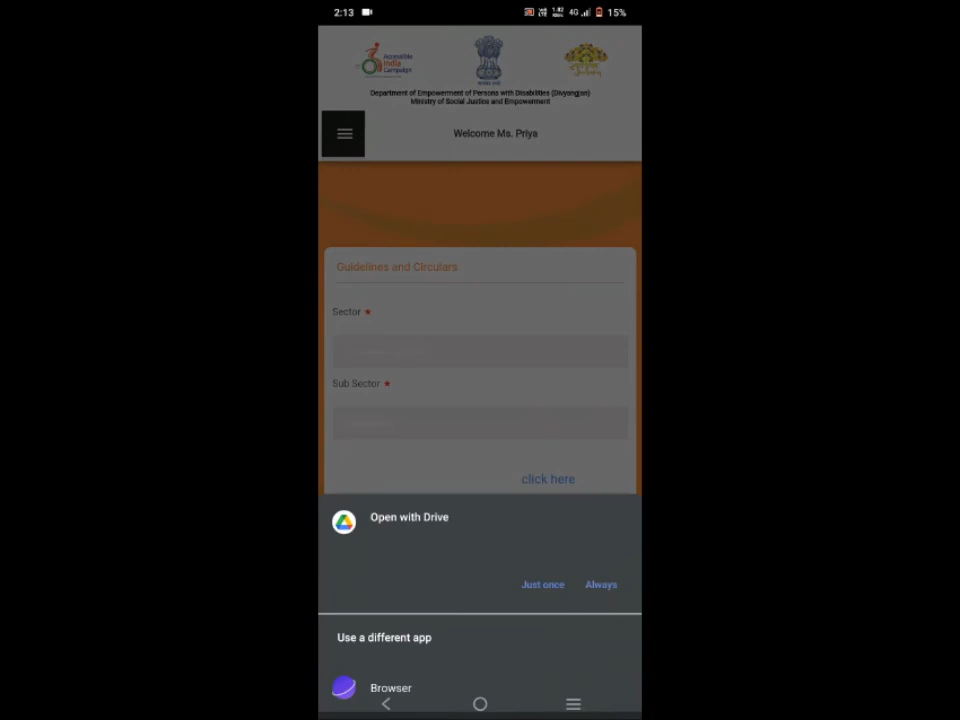 2:13
4G 15%
Accessible
India
Campaign
Department of Empowerment of Persons with Disabilities (Divyangjan)
Ministry of Social Justice and Empowerment
Welcome Ms. Priya
Guidelines and Circulars
Sector *
Sub Sector *
click here
Open with Drive
Just once
Always
Use a different app
Browser